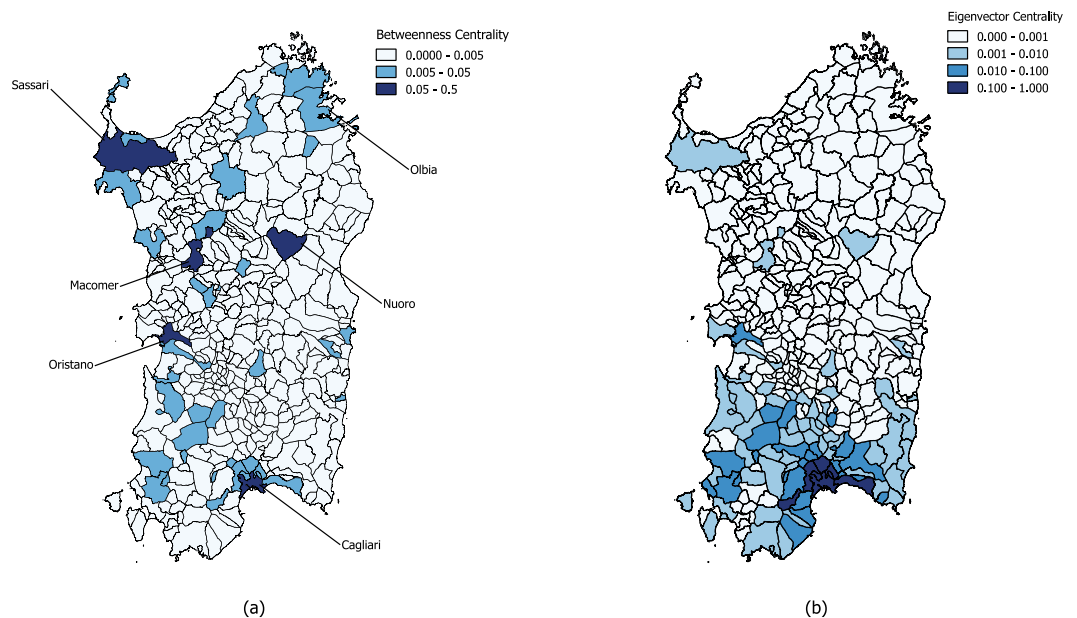 Betweenness Centrality
0.0000 - 0.005
0.005 - 0.05
0.05 - 0.5
Sassari
Olbia
Macomer
Nuoro
Oristano
Cagliari
(a)
Eigenvector Centrality
0.000 - 0.001
0.001 - 0.010
0.010 - 0.100
0.100 - 1.000
(b)